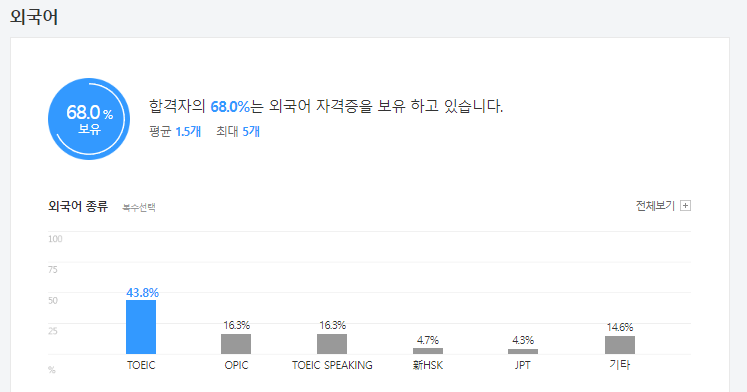 외국어
68.0 %
보유
합격자의 68.0%는 외국어 자격증을 보유 하고 있습니다.
평균 1.5개 최대 5개
외국어 종류 복수선택
전체보기
100
75
50
25
%
43.8%
16.3%
16.3%
4.7%
4.3%
14.6%
TOEIC
OPIC
TOEIC SPEAKING
新HSK
JPT
기타